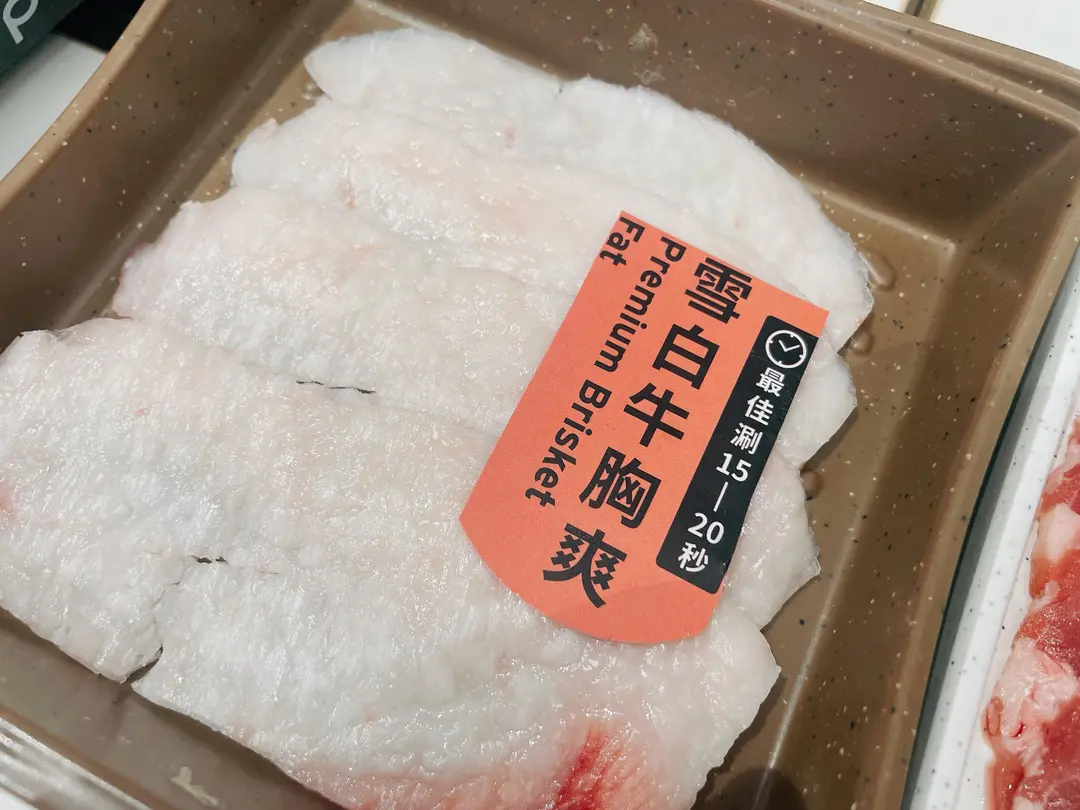 最佳涮15—20秒
雪白牛胸爽
Premium Brisket
Fat